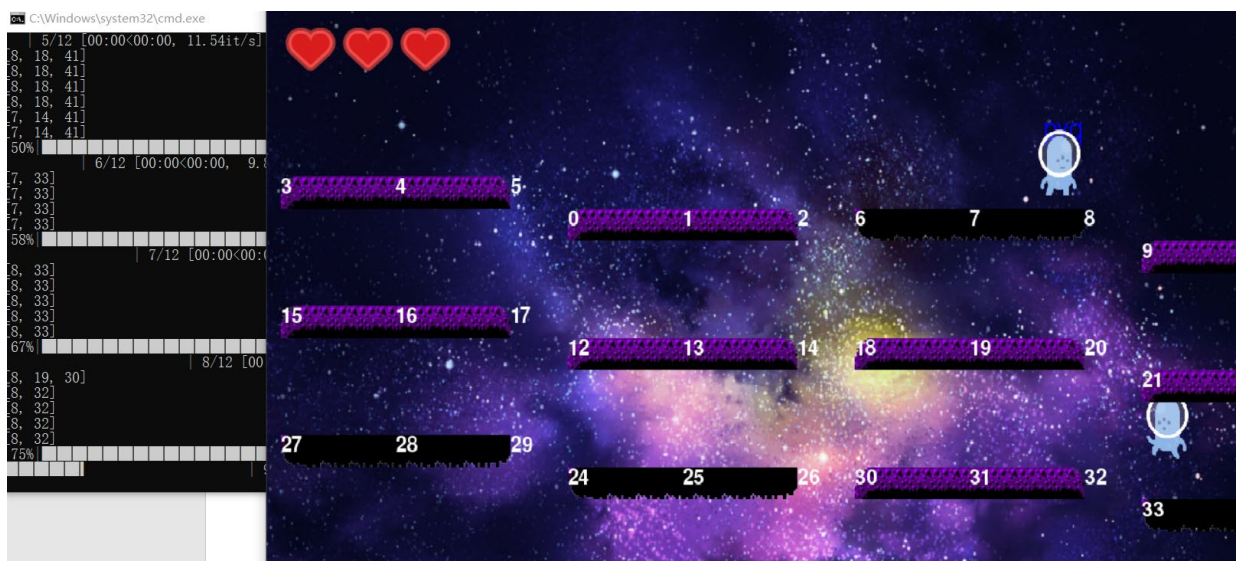 C:\Windows\system32\cmd.exe
| 5/12 [00:00<00:00, 11.54it/s]
[8, 18, 41]
[8, 18, 41]
[8, 18, 41]
[8, 18, 41]
[7, 14, 41]
[7, 14, 41]
50%|
| 6/12 [00:00<00:00, 9.8
[7, 33]
[7, 33]
[7, 33]
[7, 33]
58%|
| 7/12 [00:00<00:0
[8, 33]
[8, 33]
[8, 33]
[8, 33]
[8, 33]
67%|
| 8/12 [00
[8, 19, 30]
[8, 32]
[8, 32]
[8, 32]
[8, 32]
75%|
| 9
3 4 5
0 1 2 6 7 8
9
15 16 17
12 13 14 18 19 20
21
27 28 29
24 25 26 30 31 32
33